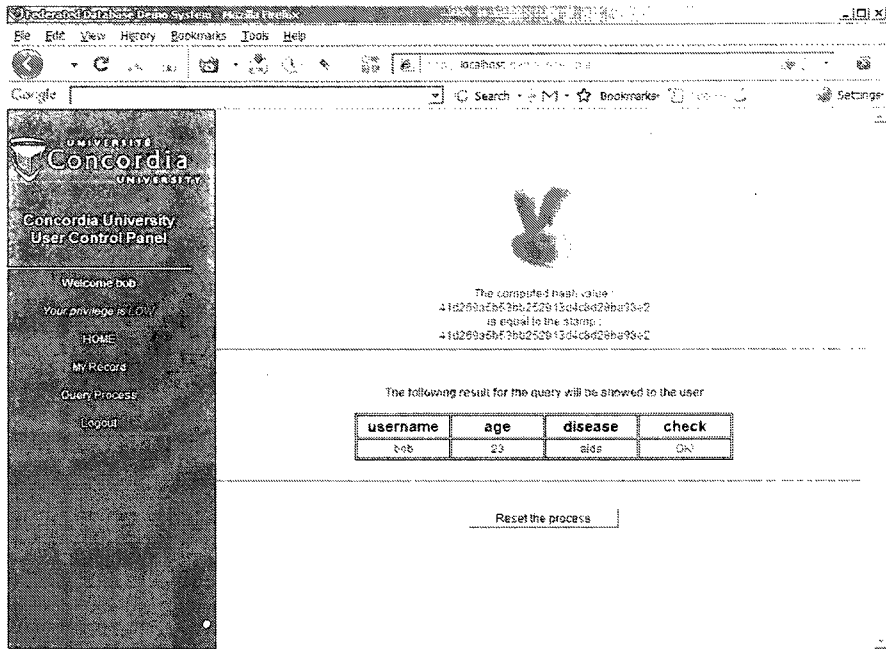 Federated Database Demo System - Mozilla Firefox
File Edit View History Bookmarks Tools Help
localhost
Google Search Bookmarks Settings
UNIVERSITÉ
Concordia
UNIVERSITY
Concordia University
User Control Panel
Welcome bob
Your privilege is LOW
HOME
My Record
Query Process
Logout
The computed hash value :
is equal to the stamp :
The following result for the query will be showed to the user
username age disease check
bob 23 aids OK!
Reset the process